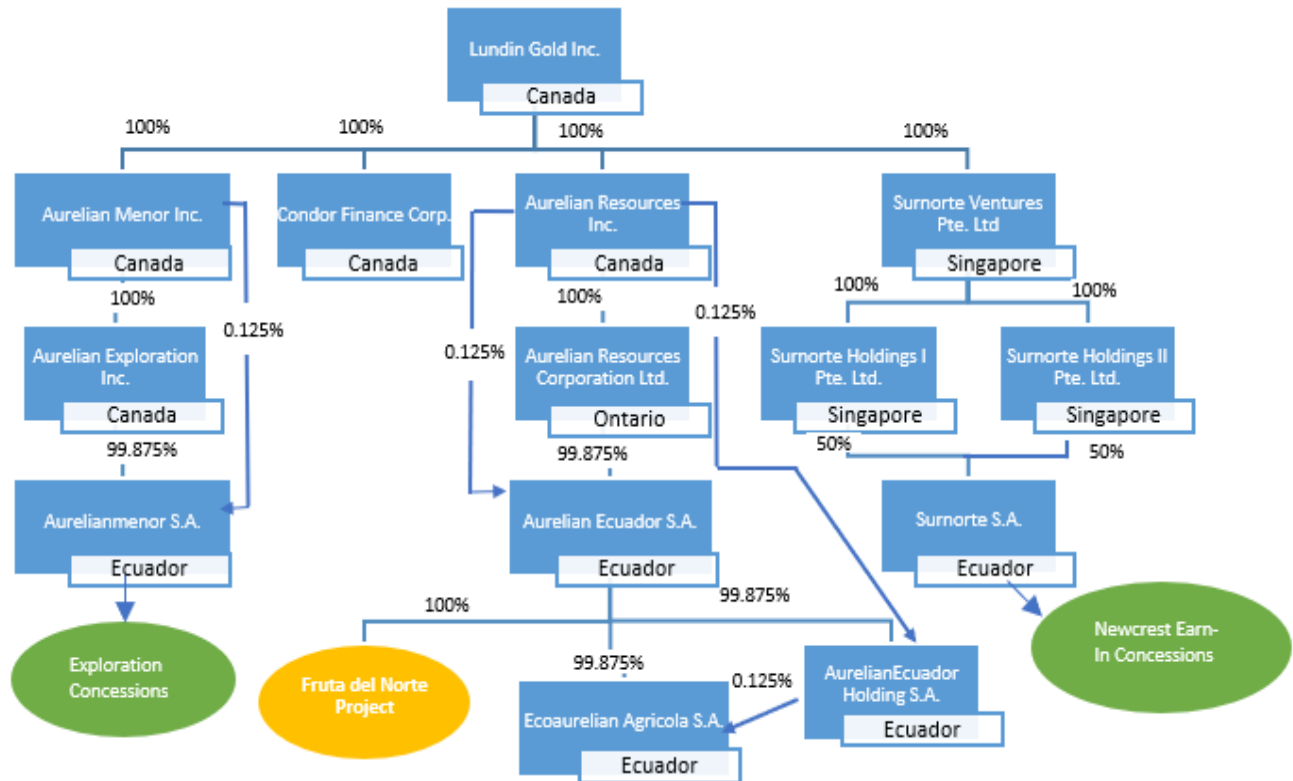 Lundin Gold Inc.
Canada
100%
100%
100%
100%
Aurelian Menor Inc.
Canada
Condor Finance Corp.
Canada
Aurelian Resources
Inc.
Canada
Surnorte Ventures
Pte. Ltd
Singapore
100%
0.125%
0.125%
100%
0.125%
100%
100%
Aurelian Exploration
Inc.
Canada
Aurelian Resources
Corporation Ltd.
Ontario
Surnorte Holdings I
Pte. Ltd.
Singapore
Surnorte Holdings II
Pte. Ltd.
Singapore
99.875%
99.875%
50%
50%
Aurelianmenor S.A.
Ecuador
Aurelian Ecuador S.A.
Ecuador
Surnorte S.A.
Ecuador
100%
99.875%
99.875%
0.125%
Exploration
Concessions
Fruta del Norte
Project
Ecoaurelian Agricola S.A.
Ecuador
AurelianEcuador
Holding S.A.
Ecuador
Newcrest Earn-
In Concessions